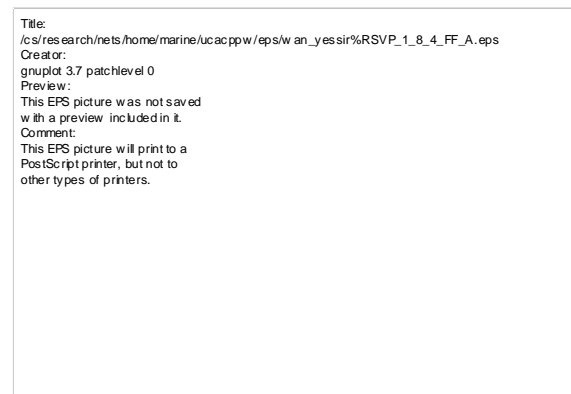 Title:
/cs/research/nets/home/marine/ucacppw/eps/wan_yessir%RSVP_1_8_4_FF_A.eps
Creator:
gnuplot 3.7 patchlevel 0
Preview:
This EPS picture was not saved
with a preview included in it.
Comment:
This EPS picture will print to a
PostScript printer, but not to
other types of printers.